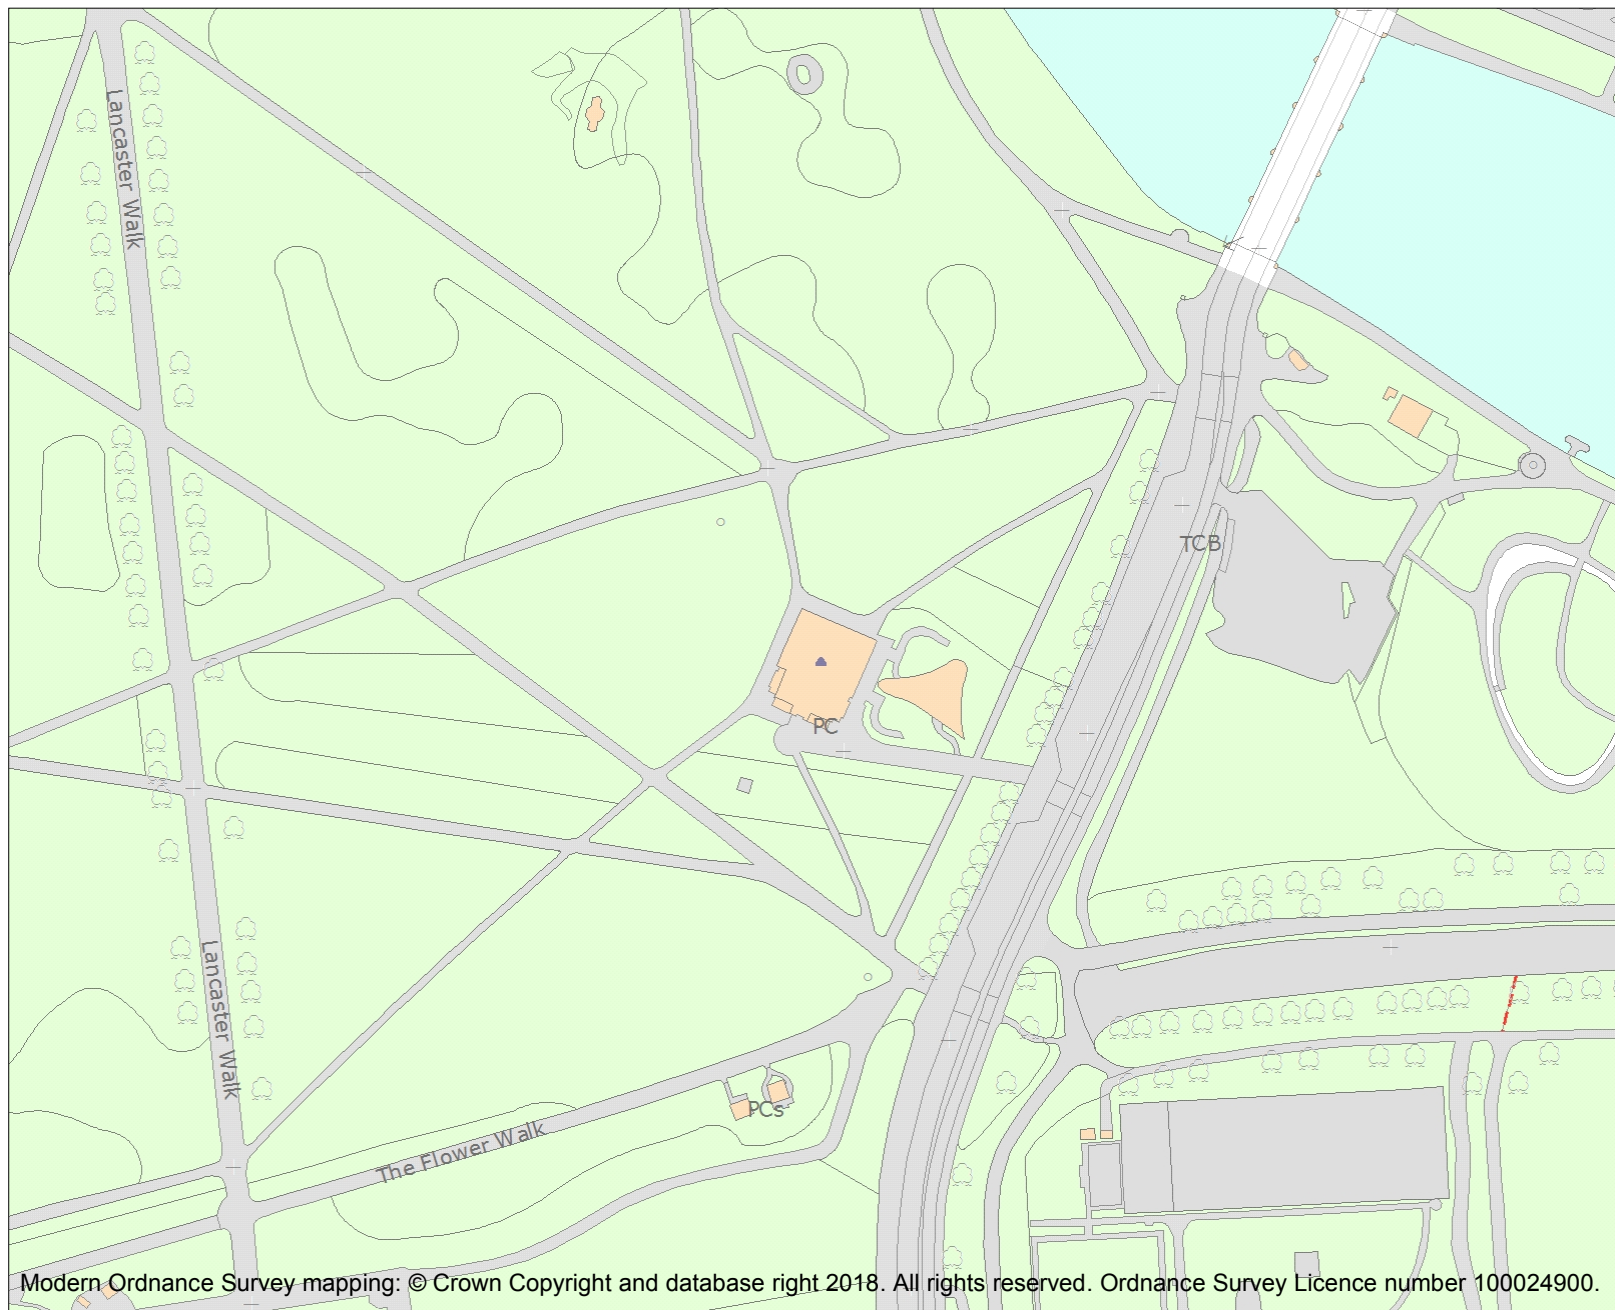 Lancaster Walk
TCB
PC
Lancaster Walk
PCs
The Flower Walk
Modern Ordnance Survey mapping: © Crown Copyright and database right 2018. All rights reserved. Ordnance Survey Licence number 100024900.